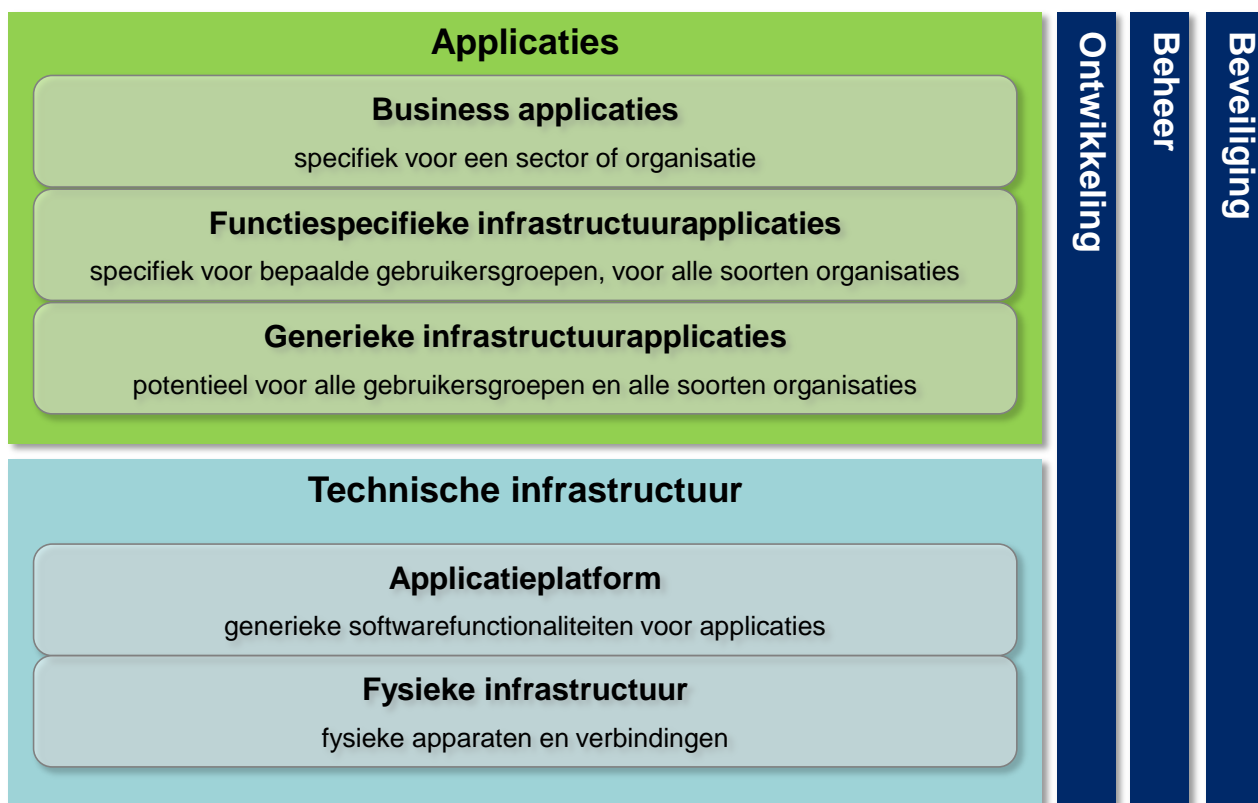 Applicaties
Business applicaties
specifiek voor een sector of organisatie
Functiespecifieke infrastructuurapplicaties
specifiek voor bepaalde gebruikersgroepen, voor alle soorten organisaties
Generieke infrastructuurapplicaties
potentieel voor alle gebruikersgroepen en alle soorten organisaties
Technische infrastructuur
Applicatieplatform
generieke softwarefunctionaliteiten voor applicaties
Fysieke infrastructuur
fysieke apparaten en verbindingen
Ontwikkeling
Beheer
Beveiliging